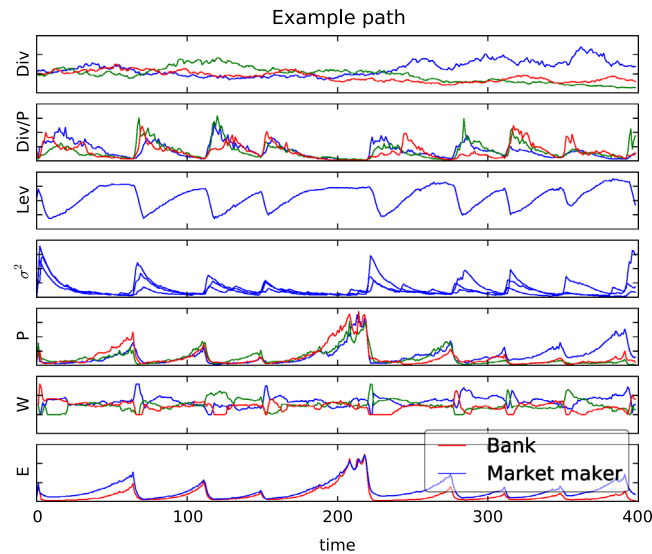 Example path
Div
Div/P
Lev
σ²
P
W
E
Bank
Market maker
0 100 200 300 400
time